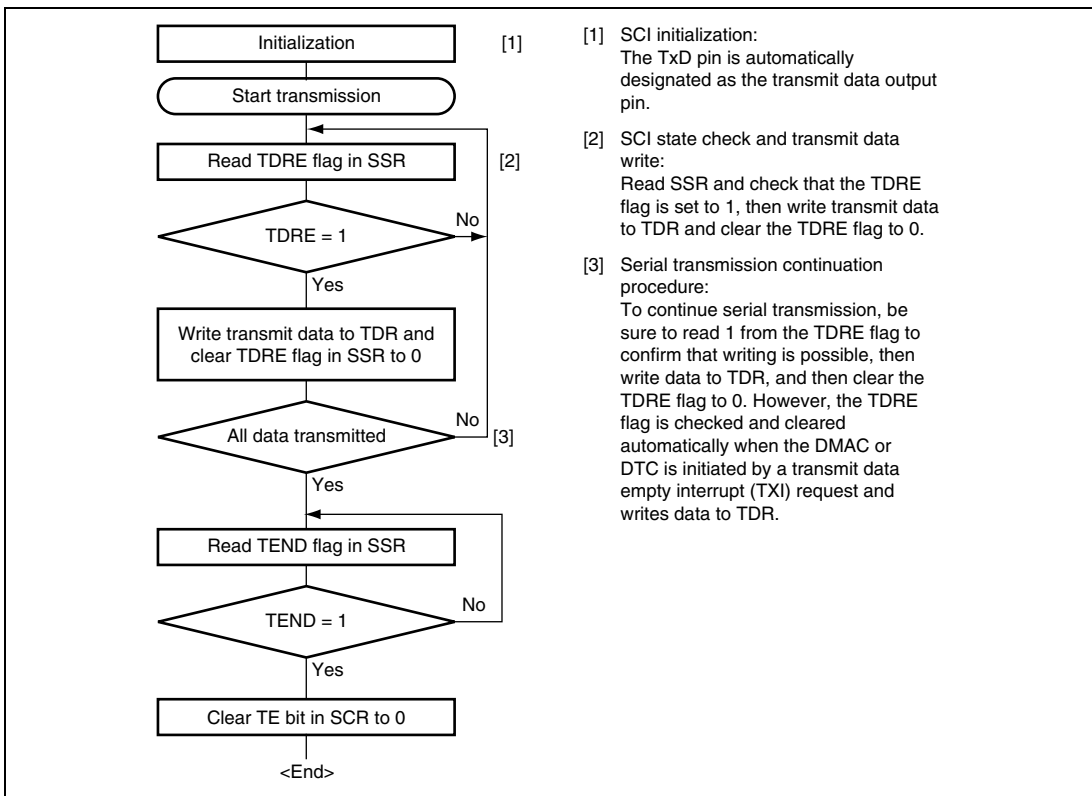 Initialization
[1]
Start transmission
Read TDRE flag in SSR
[2]
No
TDRE = 1
Yes
Write transmit data to TDR and
clear TDRE flag in SSR to 0
No
All data transmitted
[3]
Yes
Read TEND flag in SSR
No
TEND = 1
Yes
Clear TE bit in SCR to 0
<End>
[1] SCI initialization:
The TxD pin is automatically
designated as the transmit data output
pin.
[2] SCI state check and transmit data
write:
Read SSR and check that the TDRE
flag is set to 1, then write transmit data
to TDR and clear the TDRE flag to 0.
[3] Serial transmission continuation
procedure:
To continue serial transmission, be
sure to read 1 from the TDRE flag to
confirm that writing is possible, then
write data to TDR, and then clear the
TDRE flag to 0. However, the TDRE
flag is checked and cleared
automatically when the DMAC or
DTC is initiated by a transmit data
empty interrupt (TXI) request and
writes data to TDR.